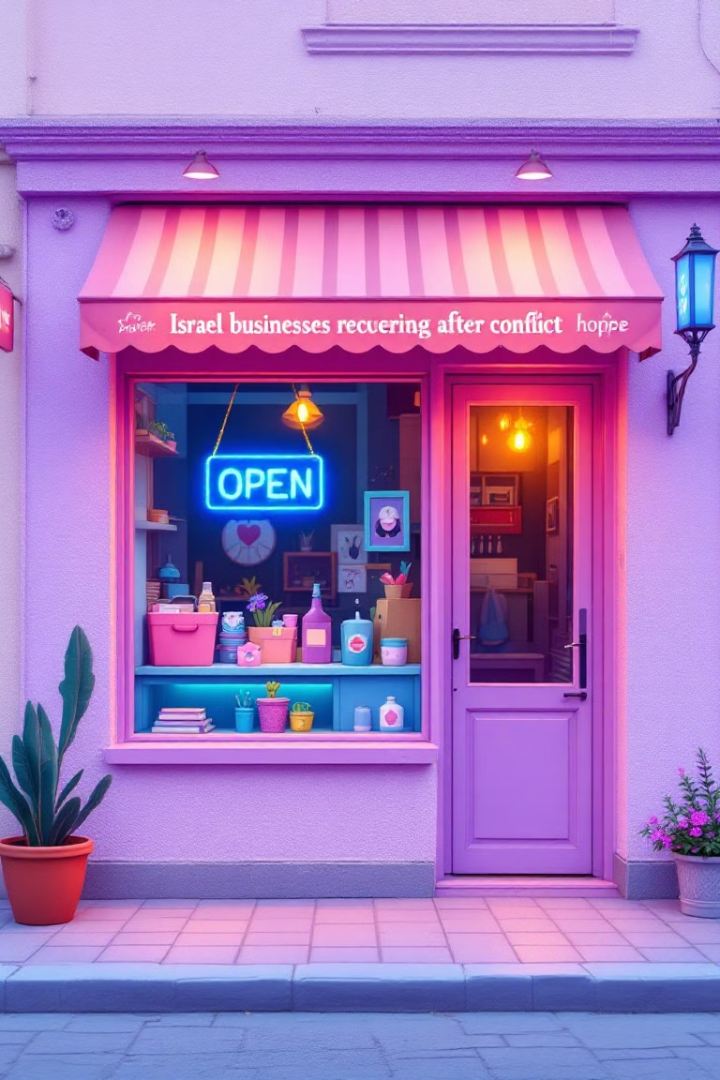 Israel businesses recuering after conflict hoppe
OPEN